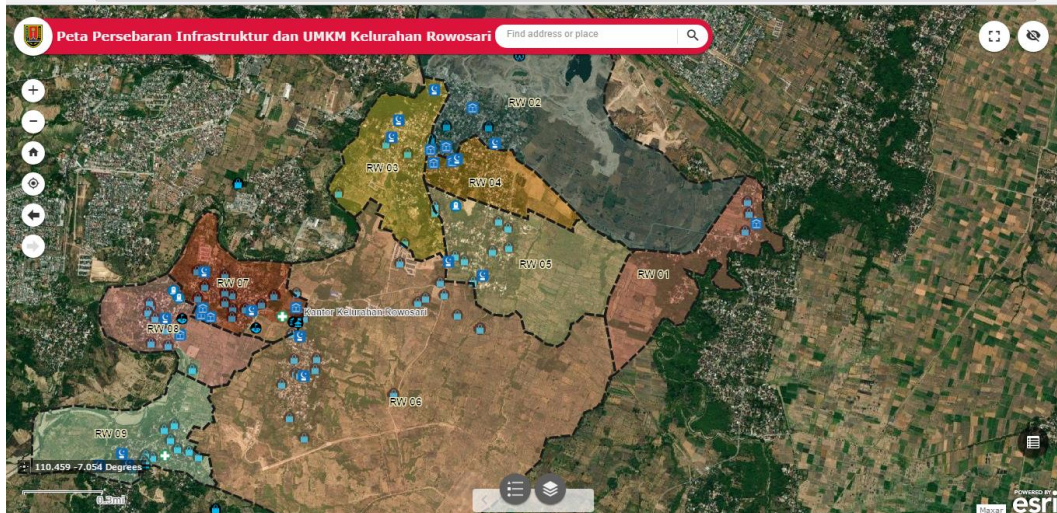 Peta Persebaran Infrastruktur dan UMKM Kelurahan Rowosari
Find address or place
RW 02
RW 03
RW 04
RW 05
RW 01
RW 07
Kantor Kelurahan Rowosari
RW 08
RW 06
RW 09
110.459 -7.054 Degrees
0.3mi
Maxar
POWERED BY
esri